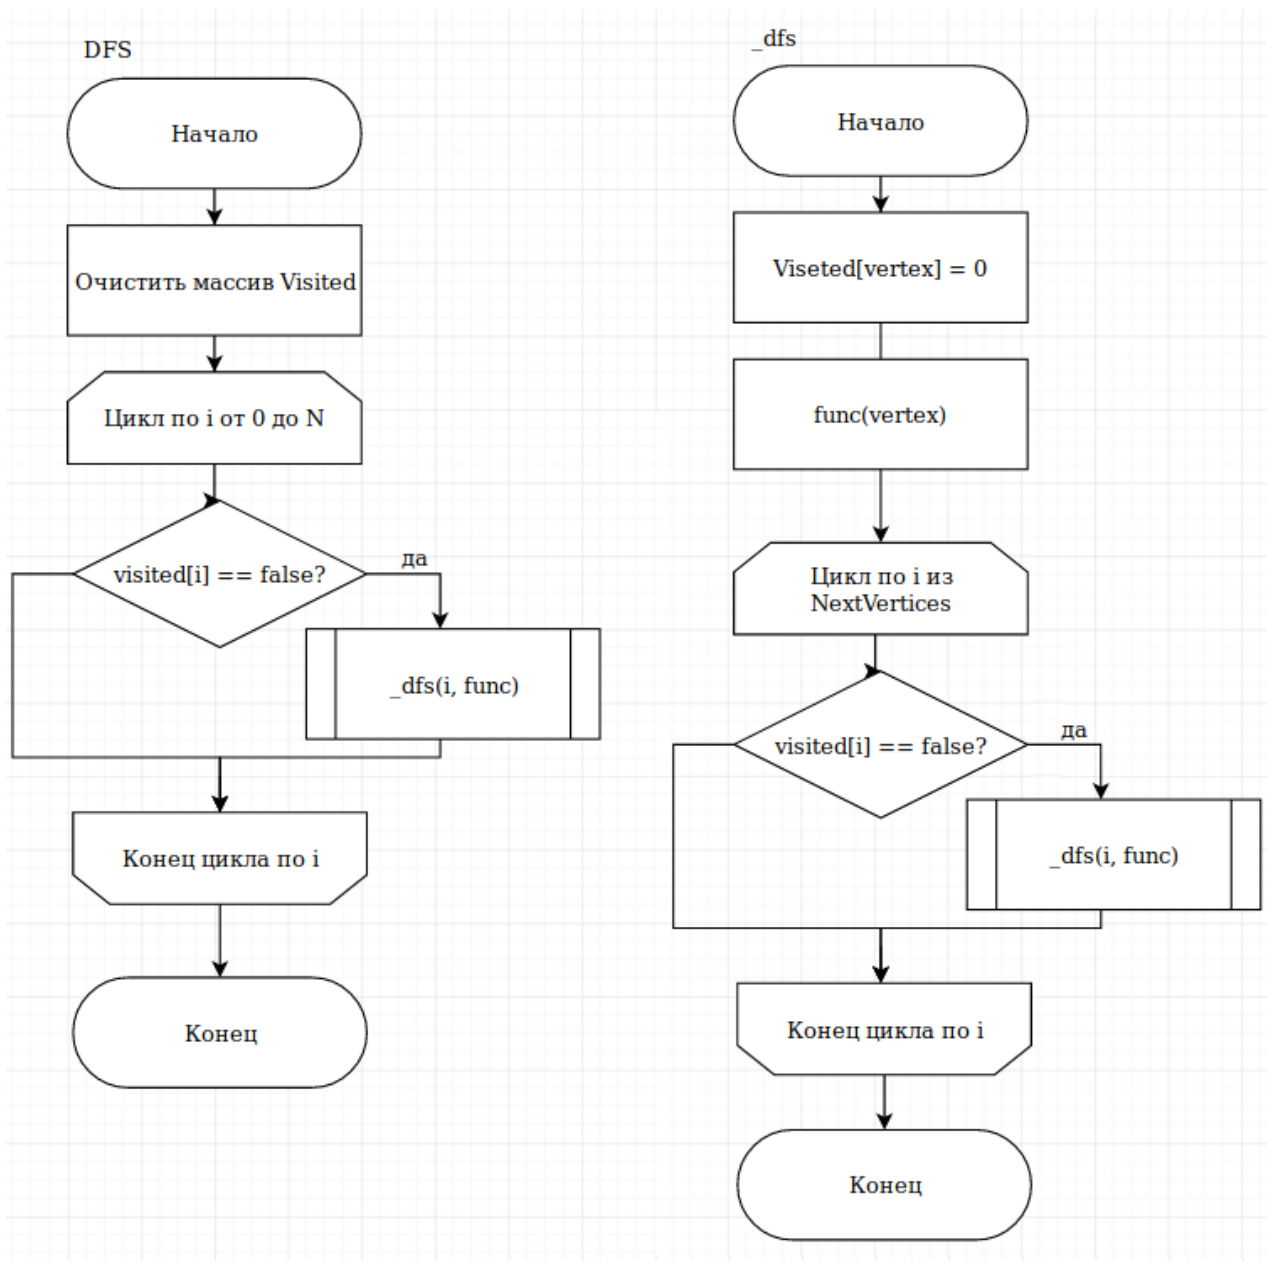 DFS
Начало
Очистить массив Visited
Цикл по i от 0 до N
visited[i] == false?
да
_dfs(i, func)
Конец цикла по i
Конец
_dfs
Начало
Viseted[vertex] = 0
func(vertex)
Цикл по i из
NextVertices
visited[i] == false?
да
_dfs(i, func)
Конец цикла по i
Конец